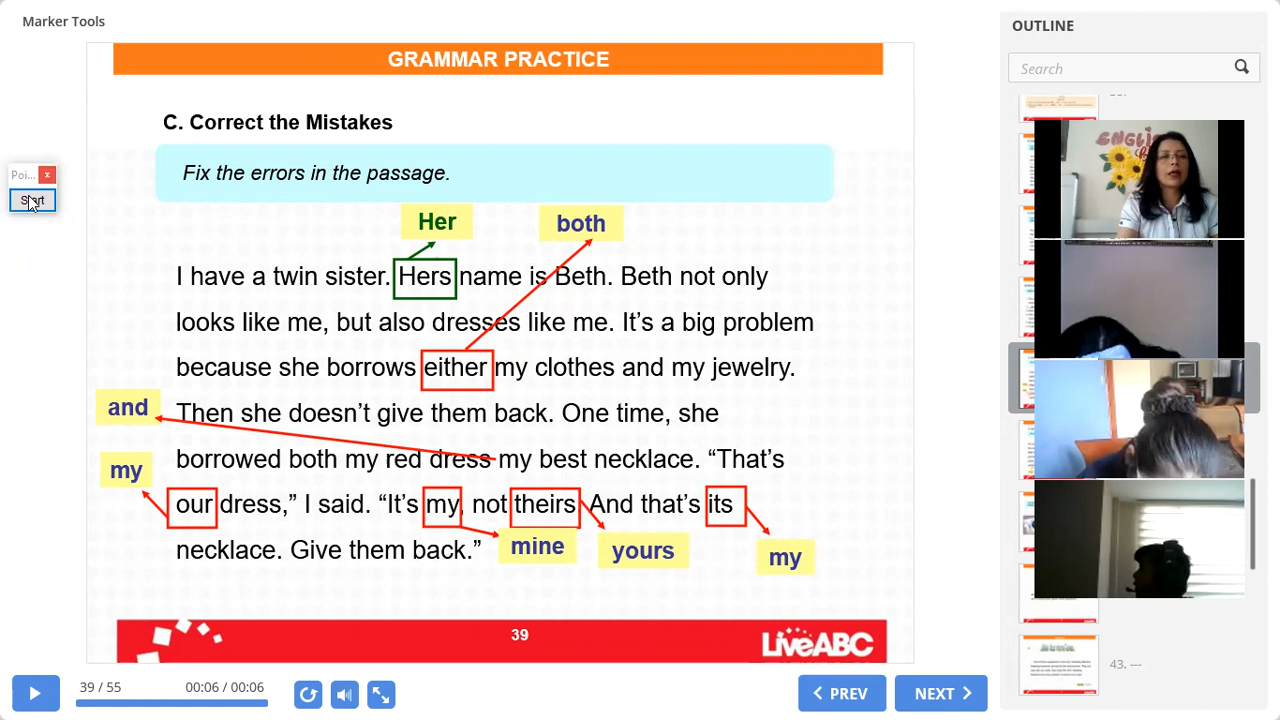 Marker Tools
OUTLINE
Search
Poi...
x
Start
GRAMMAR PRACTICE
C. Correct the Mistakes
Fix the errors in the passage.
Her
both
I have a twin sister. Hers name is Beth. Beth not only
looks like me, but also dresses like me. It's a big problem
because she borrows either my clothes and my jewelry.
and
Then she doesn't give them back. One time, she
borrowed both my red dress my best necklace. “That's
my
our dress,” I said. “It's my, not theirs And that's its
necklace. Give them back.”
mine
yours
my
39
LiveABC
43. ---
39 / 55
00:06 / 00:06
PREV
NEXT